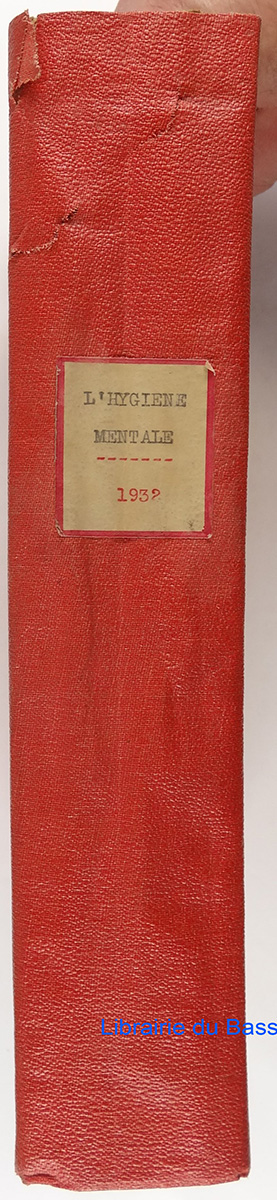 L'HYGIENE
MENTALE
-------
1932
Librairie du Bass